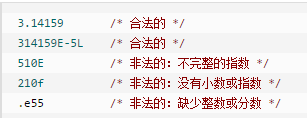 3.14159 /* 合法的 */
314159E-5L /* 合法的 */
510E /* 非法的：不完整的指数 */
210f /* 非法的：没有小数或指数 */
.e55 /* 非法的：缺少整数或分数 */